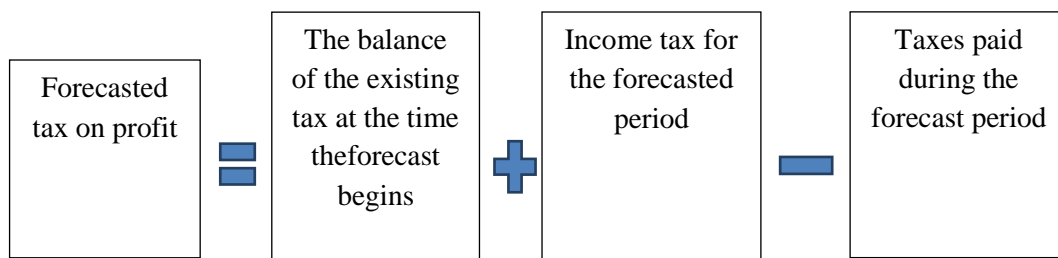 Forecasted
tax on profit
The balance
of the existing
tax at the time
theforecast
begins
Income tax for
the forecasted
period
Taxes paid
during the
forecast period